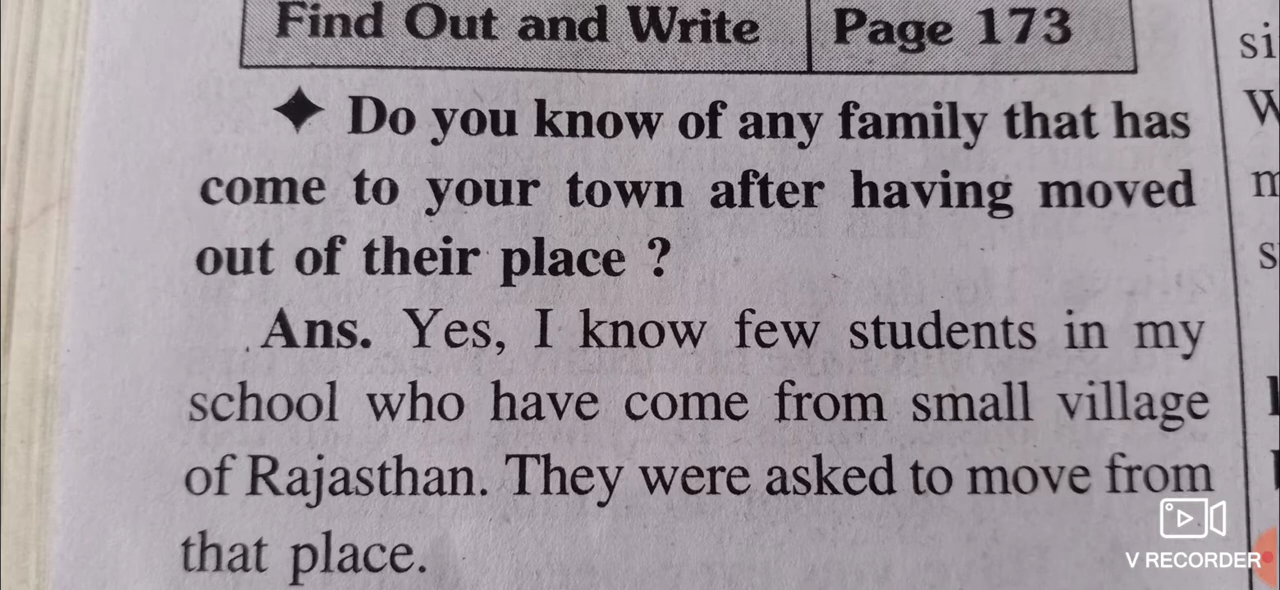 Find Out and Write Page 173
✦ Do you know of any family that has
come to your town after having moved
out of their place ?
Ans. Yes, I know few students in my
school who have come from small village
of Rajasthan. They were asked to move from
that place.
V RECORDER